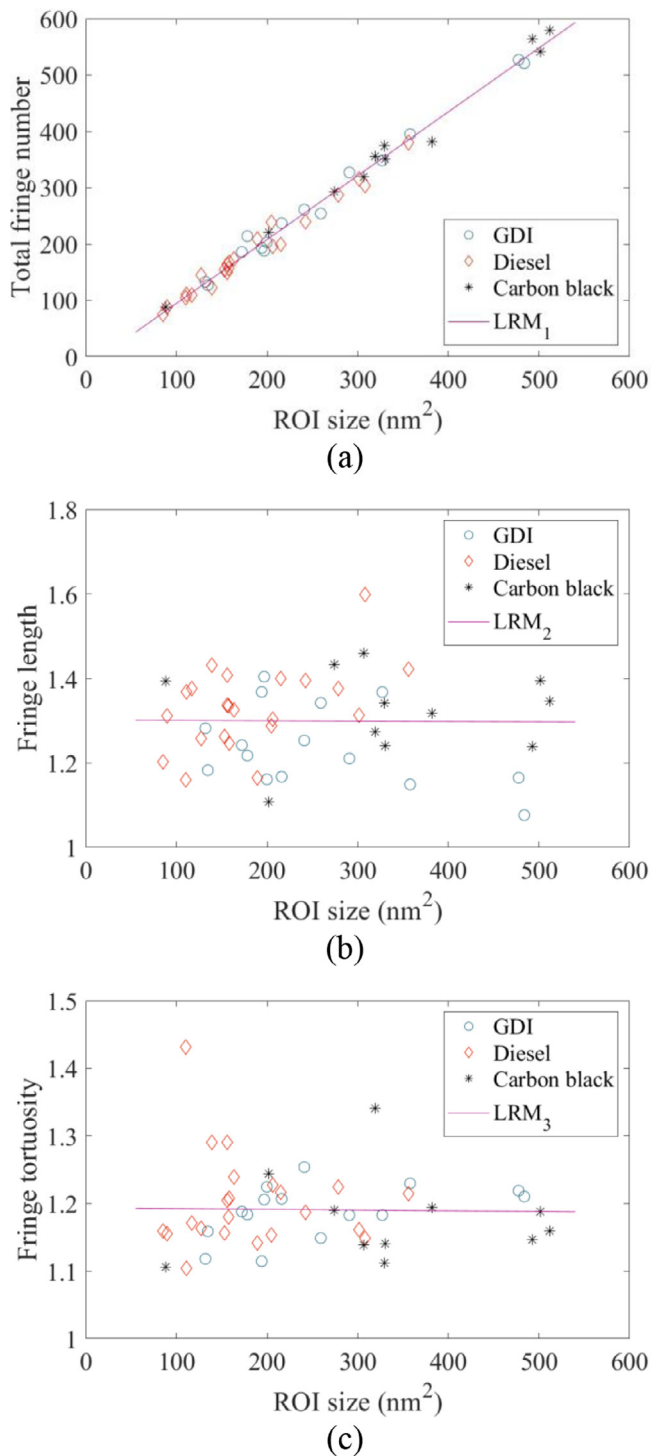 600
500
400
300
200
100
0
Total fringe number
GDI
Diesel
Carbon black
LRM1
0 100 200 300 400 500 600
ROI size (nm2)
(a)
1.8
1.6
1.4
1.2
1
Fringe length
GDI
Diesel
Carbon black
LRM2
0 100 200 300 400 500 600
ROI size (nm2)
(b)
1.5
1.4
1.3
1.2
1.1
1
Fringe tortuosity
GDI
Diesel
Carbon black
LRM3
0 100 200 300 400 500 600
ROI size (nm2)
(c)